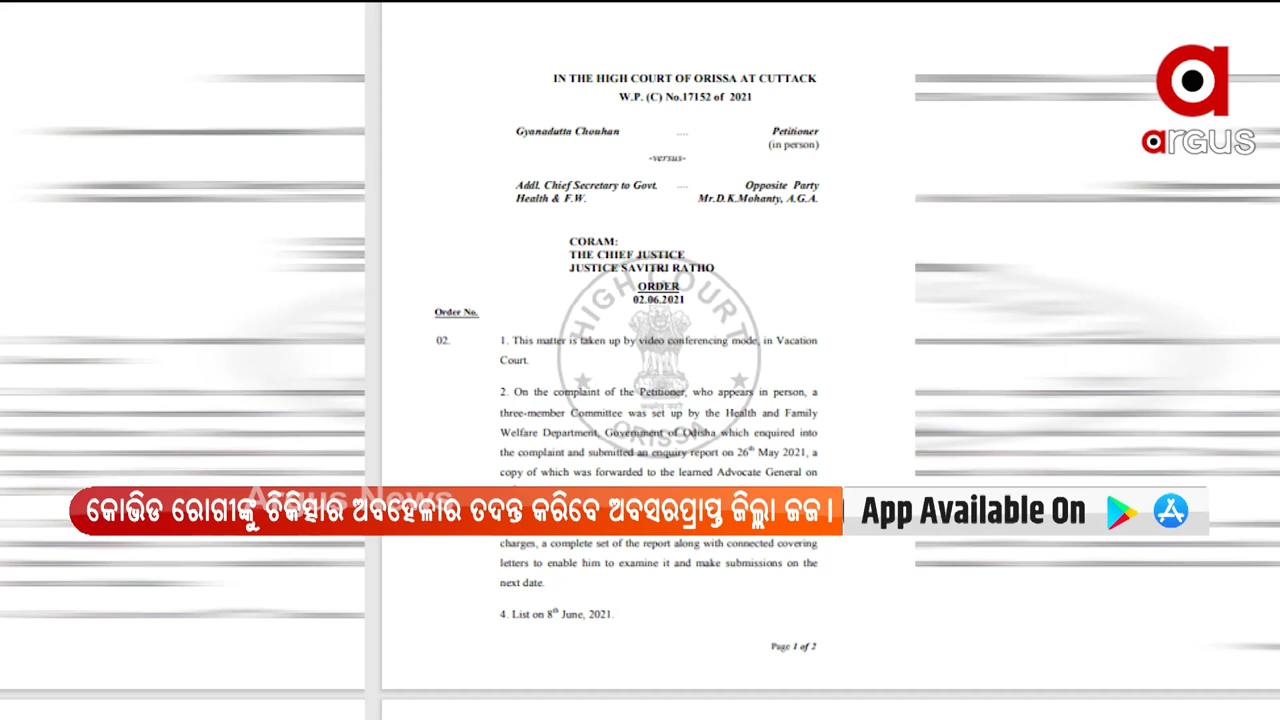 IN THE HIGH COURT OF ORISSA AT CUTTACK
W.P. (C) No.17152 of 2021
Gyanadutta Chouhan .... Petitioner
(in person)
-versus-
Addl. Chief Secretary to Govt. .... Opposite Party
Health & F.W. Mr.D.K.Mohanty, A.G.A.
CORAM:
THE CHIEF JUSTICE
JUSTICE SAVITRI RATHO
ORDER
02.06.2021
Order No.
02. 1. This matter is taken up by video conferencing mode, in Vacation
Court.
2. On the complaint of the Petitioner, who appears in person, a
three-member Committee was set up by the Health and Family
Welfare Department, Government of Odisha which enquired into
the complaint and submitted an enquiry report on 26th May 2021, a
copy of which was forwarded to the learned Advocate General on
charges, a complete set of the report along with connected covering
letters to enable him to examine it and make submissions on the
next date.
4. List on 8th June, 2021.
Page 1 of 2
HIGH COURT
ORISSA
argus
Argus News
କୋଭିଡ ରୋଗୀଙ୍କୁ ଚିକିତ୍ସାର ଅବହେଳାର ତଦନ୍ତ କରିବେ ଅବସରପ୍ରାପ୍ତ ଜିଲ୍ଲା ଜଜ।
App Available On